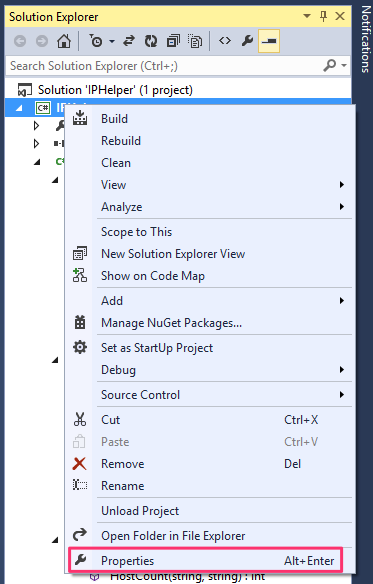 Solution Explorer
Notifications
Search Solution Explorer (Ctrl+;)
Solution 'IPHelper' (1 project)
C#
Build
Rebuild
Clean
View
Analyze
Scope to This
New Solution Explorer View
Show on Code Map
Add
Manage NuGet Packages...
Set as StartUp Project
Debug
Source Control
Cut Ctrl+X
Paste Ctrl+V
Remove Del
Rename
Unload Project
Open Folder in File Explorer
Properties Alt+Enter
HostCount(string, string) : int